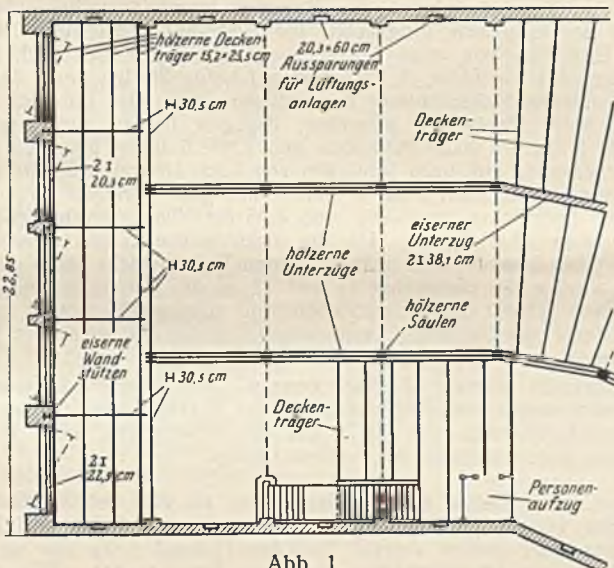 hölzerne Decken-
träger 15,2×25,5 cm
20,3×60 cm
Aussparungen
für Lüftungs-
anlagen
H 30,5 cm
Decken-
träger
2 I
20,3 cm
22,85
hölzerne
Unterzüge
eiserner
Unterzug
2 I 38,1 cm
H 30,5 cm
hölzerne
Säulen
eiserne
Wand-
stützen
H 30,5 cm
Decken-
träger
2 I
22,9 cm
Personen-
aufzug
Abb. 1